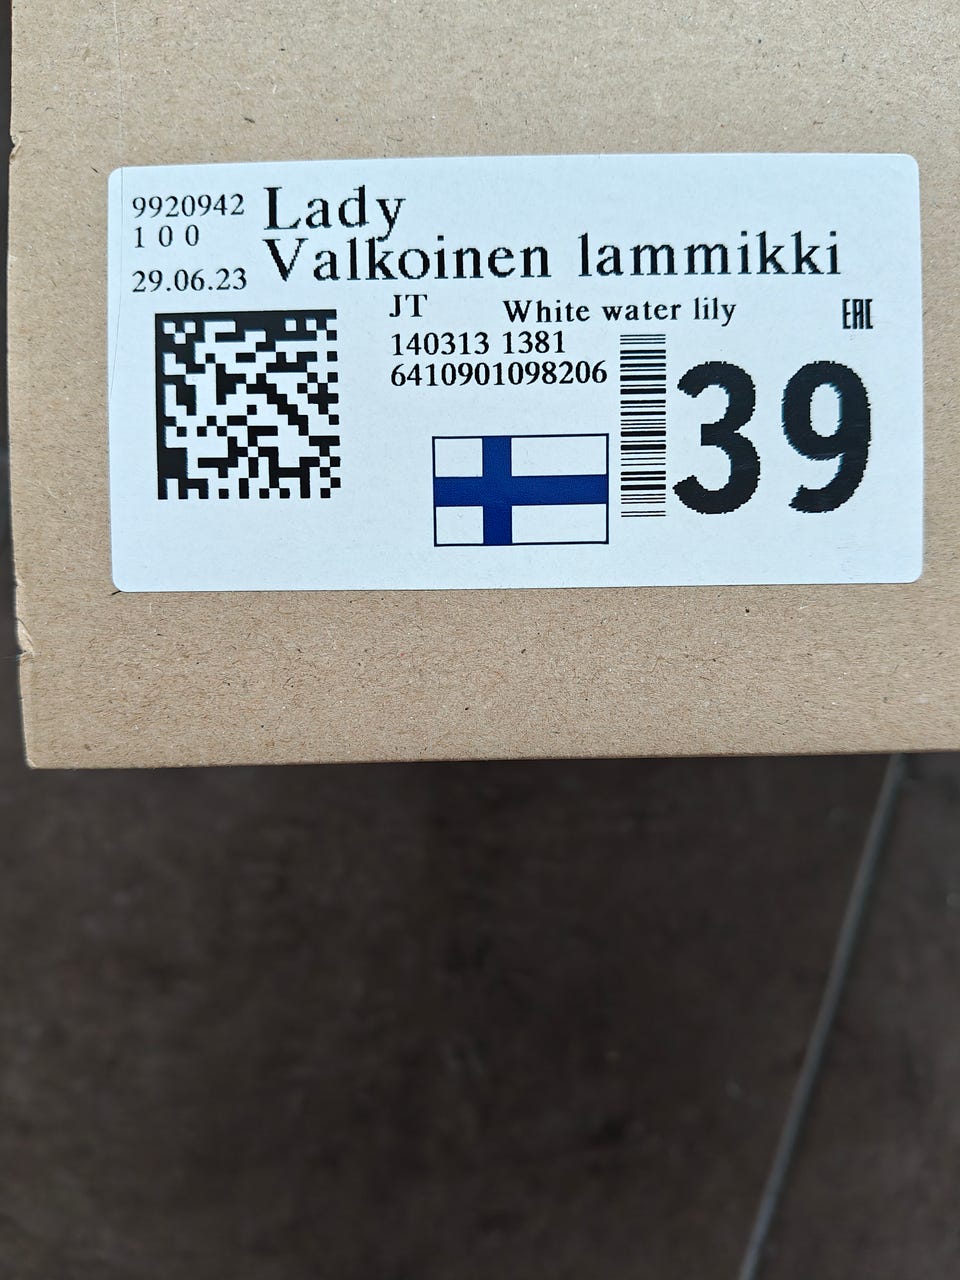 9920942
1 0 0
29.06.23
Lady
Valkoinen lammikki
JT White water lily
EAC
140313 1381
6410901098206
39